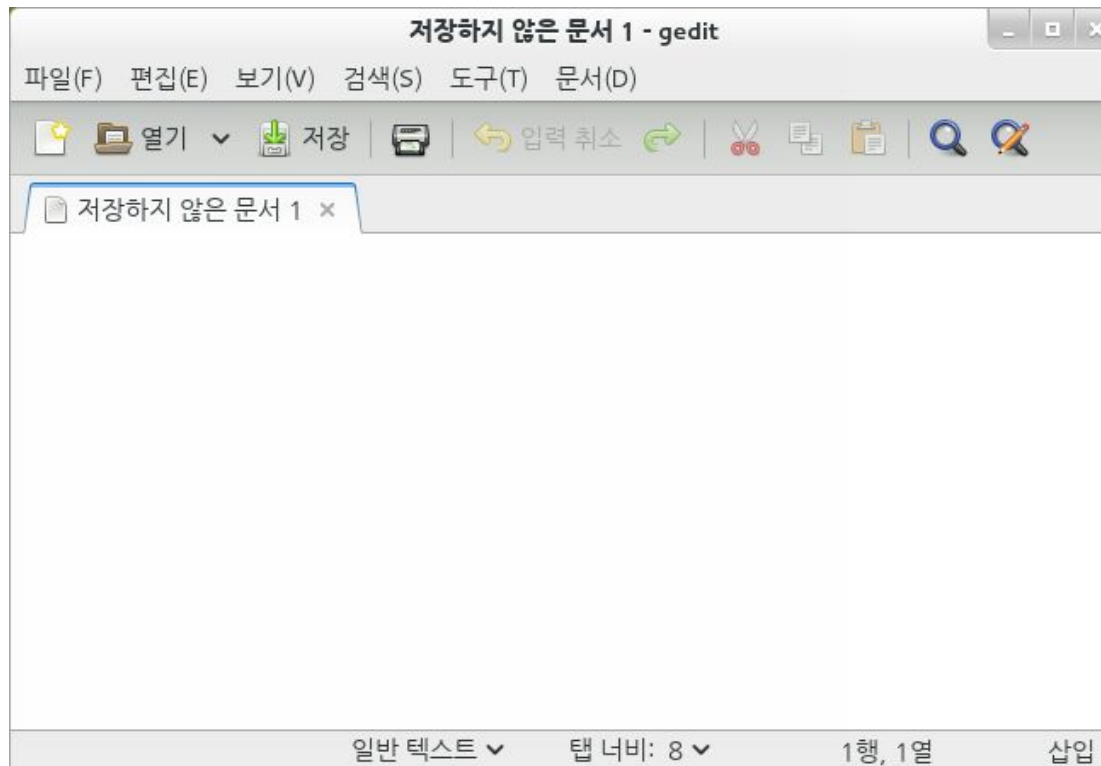 저장하지 않은 문서 1 - gedit
파일(F) 편집(E) 보기(V) 검색(S) 도구(T) 문서(D)
열기 저장 입력 취소
저장하지 않은 문서 1
일반 텍스트 탭 너비: 8 1행, 1열 삽입